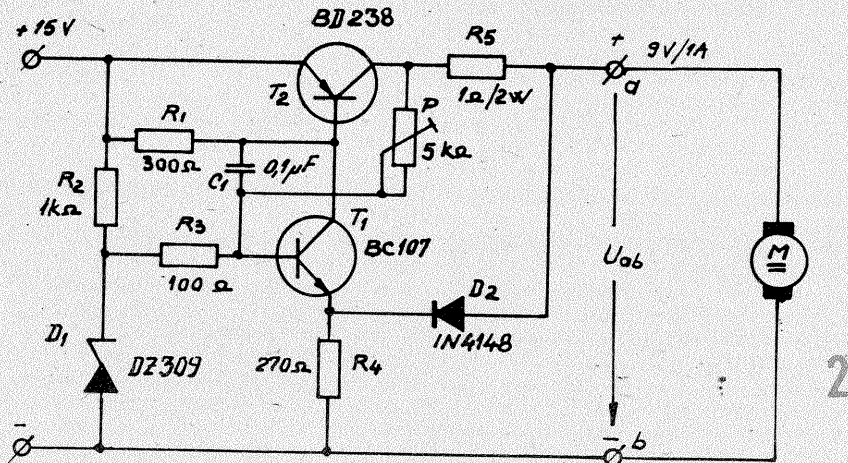 BD238
+15V
T2
R5
1Ω/2W
+
a
9V/1A
R1
300Ω
C1
0,1µF
P
5kΩ
R2
1kΩ
R3
100 Ω
T1
BC107
D2
1N4148
Uab
M
D1
DZ309
270Ω
R4
-
- b
2